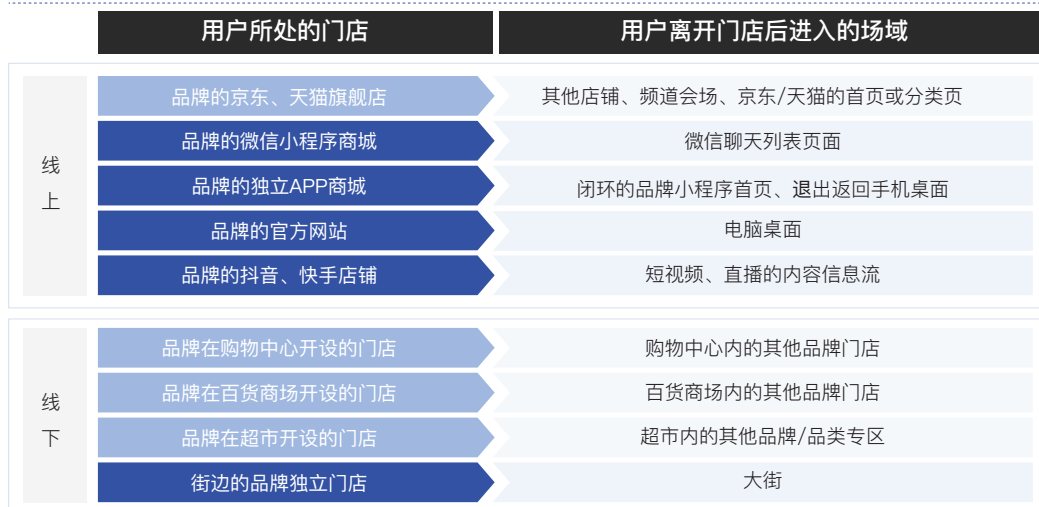 用户所处的门店
用户离开门店后进入的场域
线上
品牌的京东、天猫旗舰店
其他店铺、频道会场、京东/天猫的首页或分类页
品牌的微信小程序商城
微信聊天列表页面
品牌的独立APP商城
闭环的品牌小程序首页、退出返回手机桌面
品牌的官方网站
电脑桌面
品牌的抖音、快手店铺
短视频、直播的内容信息流
线下
品牌在购物中心开设的门店
购物中心内的其他品牌门店
品牌在百货商场开设的门店
百货商场内的其他品牌门店
品牌在超市开设的门店
超市内的其他品牌/品类专区
街边的品牌独立门店
大街